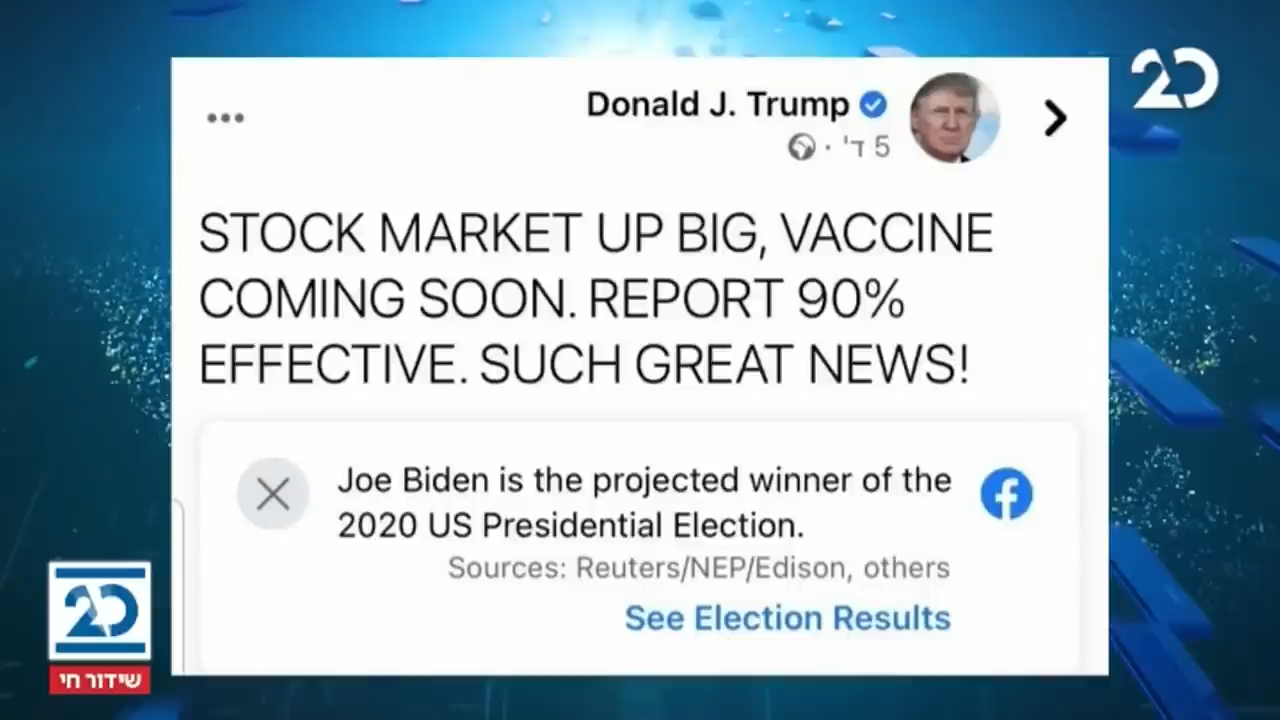 20
Donald J. Trump
5 ד' ·
STOCK MARKET UP BIG, VACCINE
COMING SOON. REPORT 90%
EFFECTIVE. SUCH GREAT NEWS!
Joe Biden is the projected winner of the
2020 US Presidential Election.
Sources: Reuters/NEP/Edison, others
See Election Results
20
שידור חי